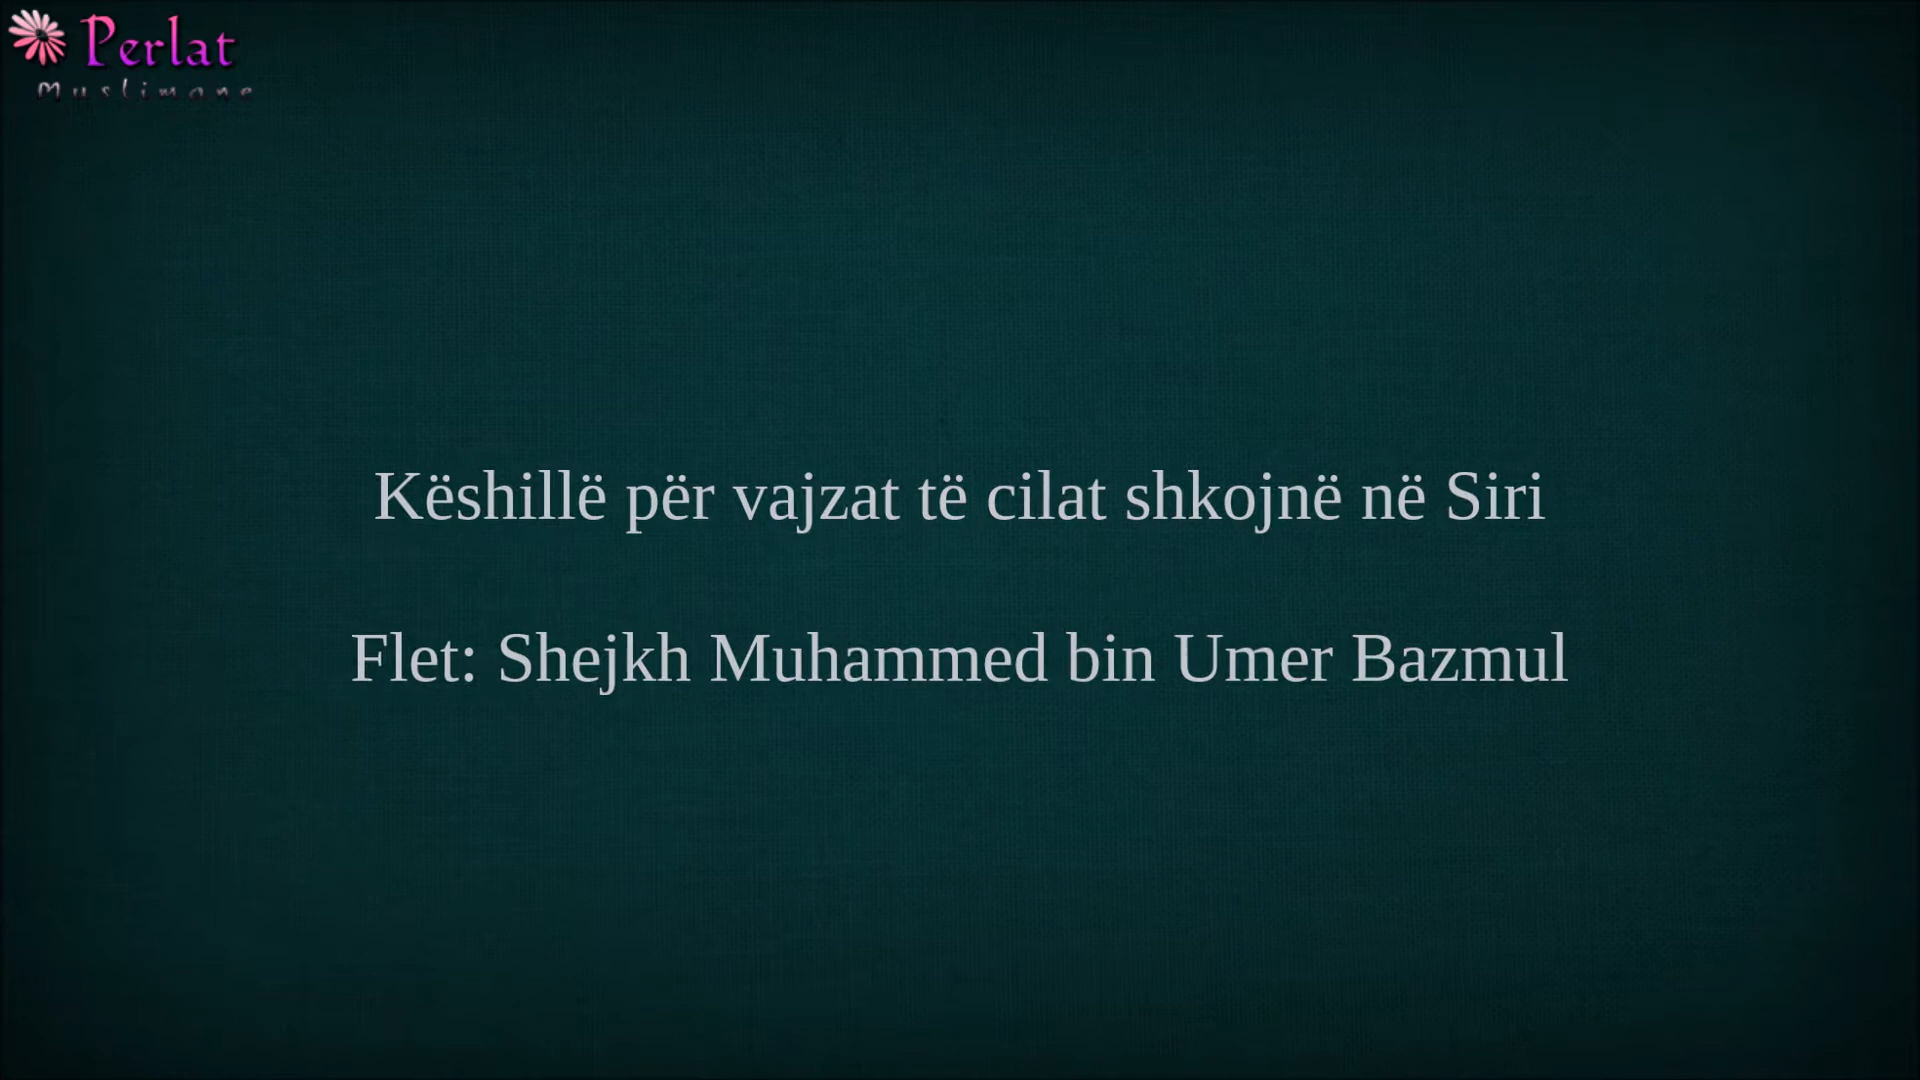 Perlat
Muslimane
Këshillë për vajzat të cilat shkojnë në Siri
Flet: Shejkh Muhammed bin Umer Bazmul